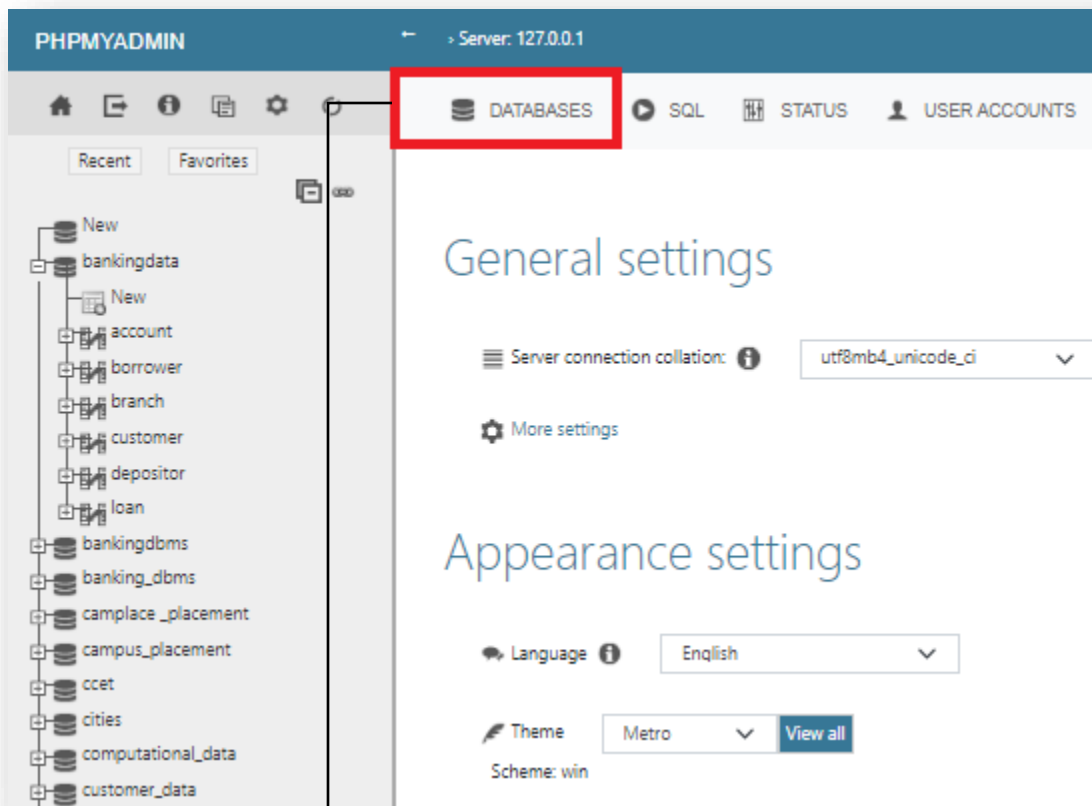 PHPMYADMIN
← › Server: 127.0.0.1
DATABASES SQL STATUS USER ACCOUNTS
Recent Favorites
New
bankingdata
New
account
borrower
branch
customer
depositor
loan
bankingdbms
banking_dbms
camplace _placement
campus_placement
ccet
cities
computational_data
customer_data
General settings
Server connection collation: utf8mb4_unicode_ci
More settings
Appearance settings
Language English
Theme Metro View all
Scheme: win